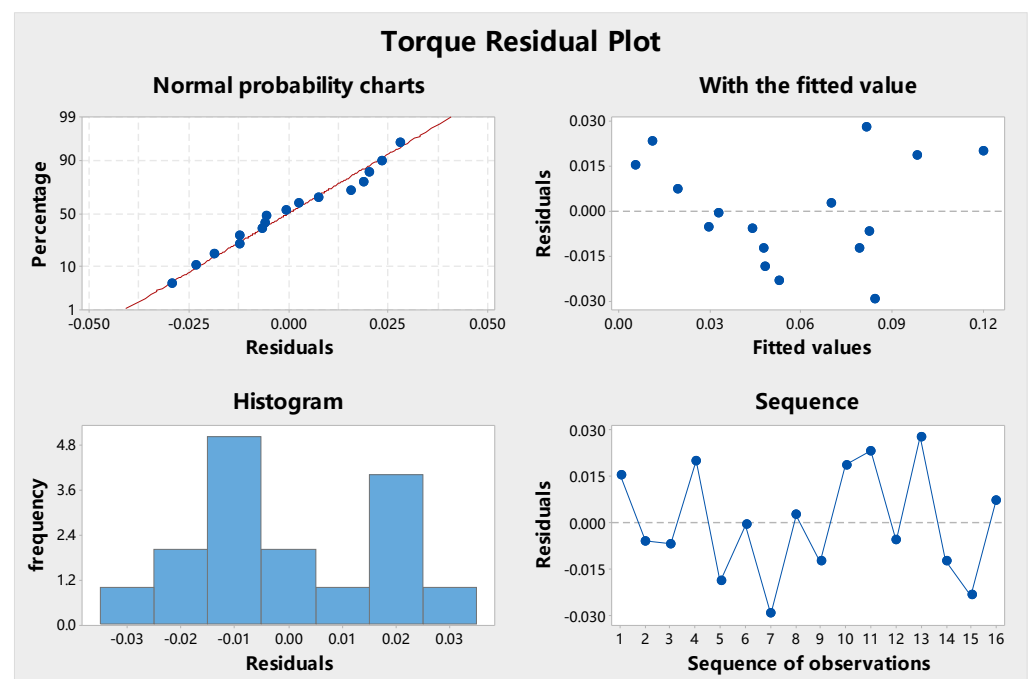 Torque Residual Plot
Normal probability charts
99
90
50
10
1
Percentage
-0.050 -0.025 0.000 0.025 0.050
Residuals
With the fitted value
0.030
0.015
0.000
-0.015
-0.030
Residuals
0.00 0.03 0.06 0.09 0.12
Fitted values
Histogram
4.8
3.6
2.4
1.2
0.0
frequency
-0.03 -0.02 -0.01 0.00 0.01 0.02 0.03
Residuals
Sequence
0.030
0.015
0.000
-0.015
-0.030
Residuals
1 2 3 4 5 6 7 8 9 10 11 12 13 14 15 16
Sequence of observations